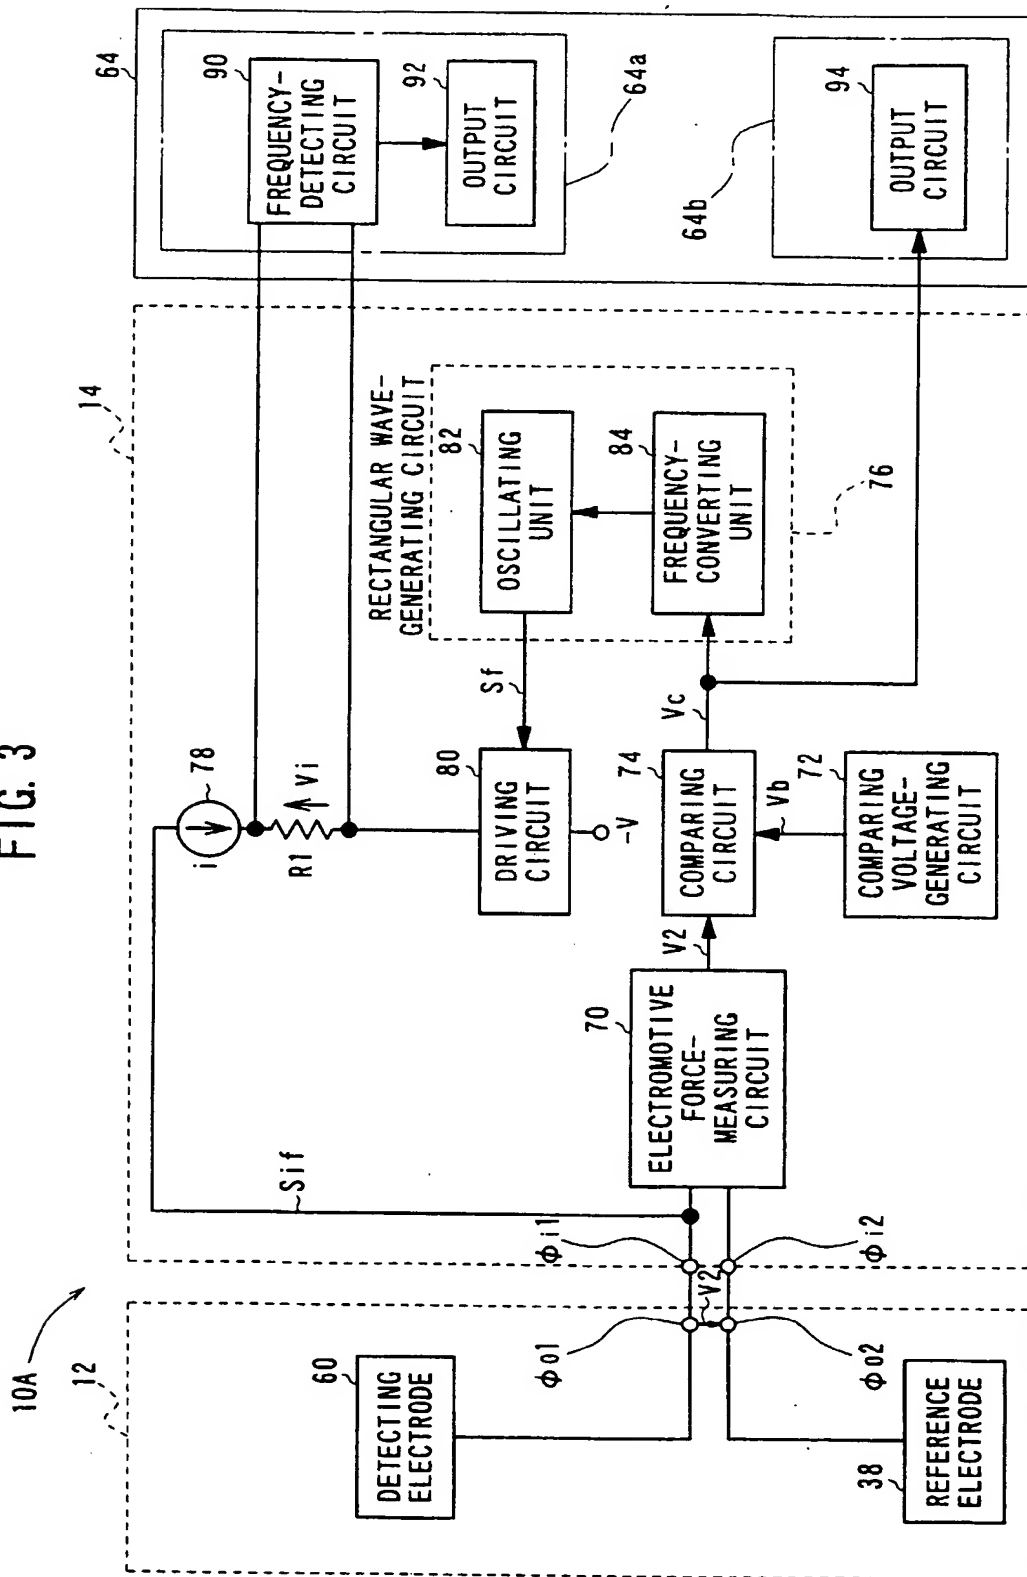 FIG. 3
10A
12
14
64
DETECTING
ELECTRODE
60
REFERENCE
ELECTRODE
38
Φo1
Φo2
V2
Φi1
Φi2
Sif
ELECTROMOTIVE
FORCE-
MEASURING
CIRCUIT
70
V2
COMPARING
CIRCUIT
74
Vb
COMPARING
VOLTAGE-
GENERATING
CIRCUIT
72
Vc
i
78
R1
Vi
DRIVING
CIRCUIT
80
-V
Sf
RECTANGULAR WAVE-
GENERATING CIRCUIT
OSCILLATING
UNIT
82
FREQUENCY-
CONVERTING
UNIT
84
76
FREQUENCY-
DETECTING
CIRCUIT
90
OUTPUT
CIRCUIT
92
64a
64b
OUTPUT
CIRCUIT
94